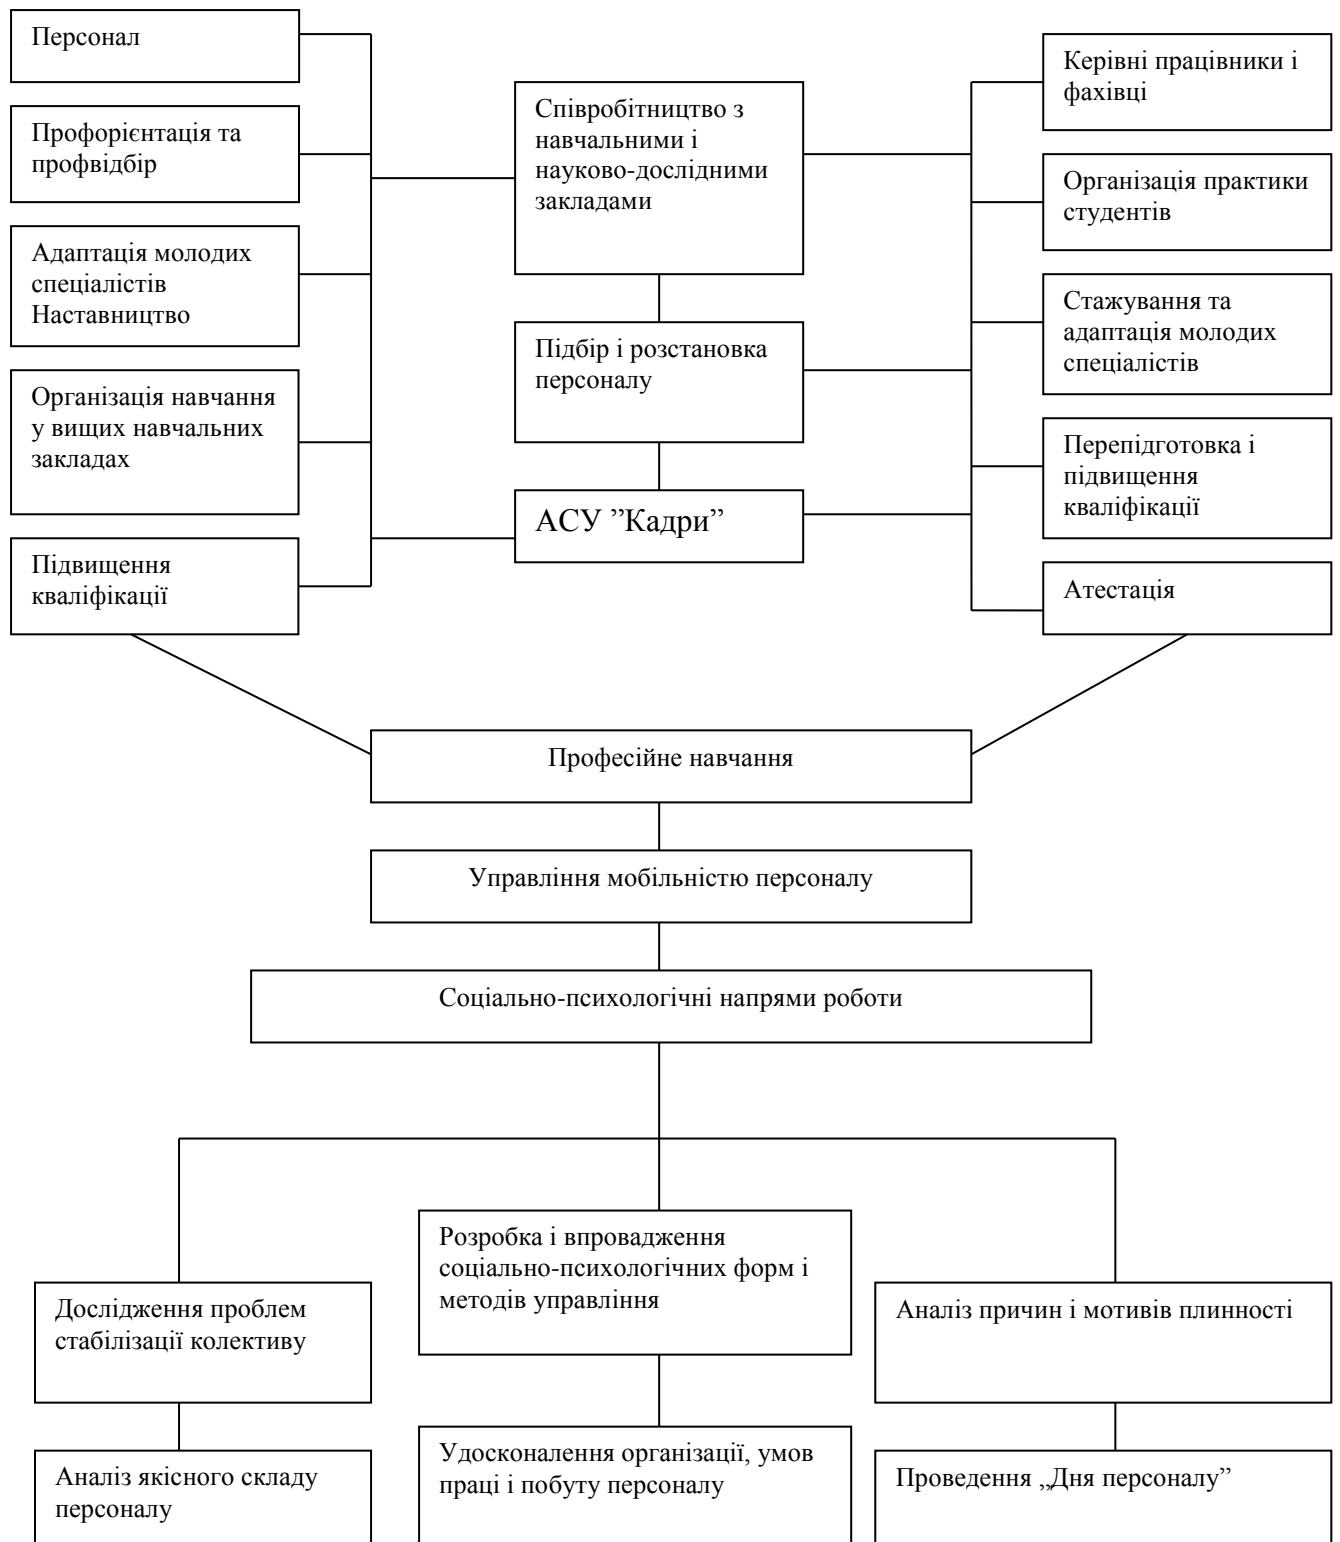 Персонал
Профорієнтація та
профвідбір
Адаптація молодих
спеціалістів
Наставництво
Організація навчання
у вищих навчальних
закладах
Підвищення
кваліфікації
Співробітництво з
навчальними і
науково-дослідними
закладами
Підбір і розстановка
персоналу
АСУ ”Кадри”
Керівні працівники і
фахівці
Організація практики
студентів
Стажування та
адаптація молодих
спеціалістів
Перепідготовка і
підвищення
кваліфікації
Атестація
Професійне навчання
Управління мобільністю персоналу
Соціально-психологічні напрями роботи
Дослідження проблем
стабілізації колективу
Розробка і впровадження
соціально-психологічних форм і
методів управління
Аналіз причин і мотивів плинності
Аналіз якісного складу
персоналу
Удосконалення організації, умов
праці і побуту персоналу
Проведення „Дня персоналу”